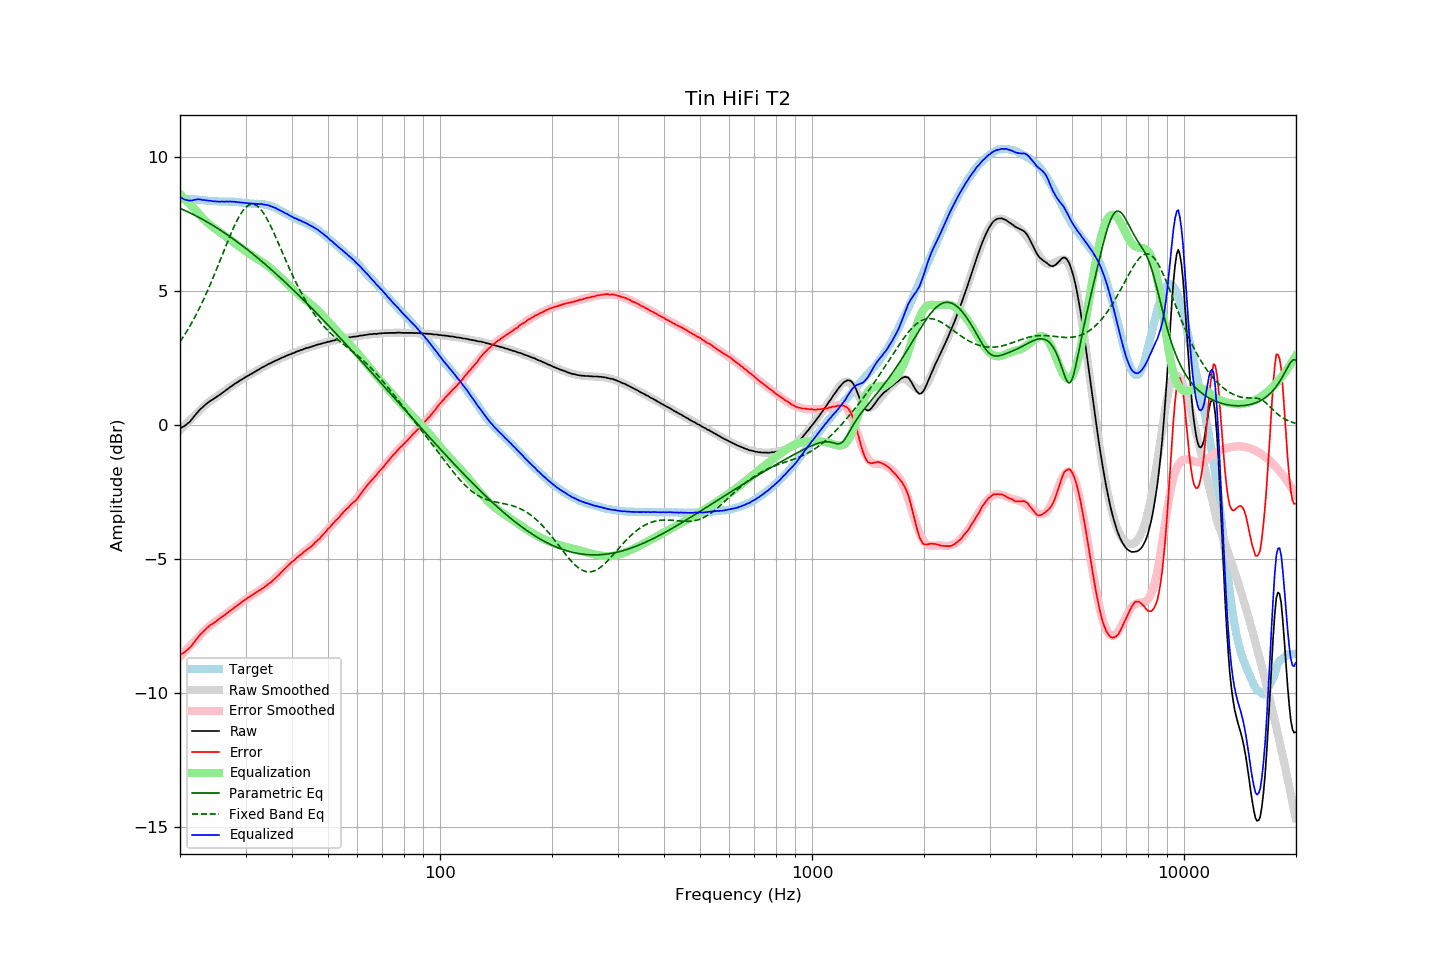 Tin HiFi T2
Amplitude (dBr)
10
5
0
−5
−10
−15
Target
Raw Smoothed
Error Smoothed
Raw
Error
Equalization
Parametric Eq
Fixed Band Eq
Equalized
100
1000
10000
Frequency (Hz)